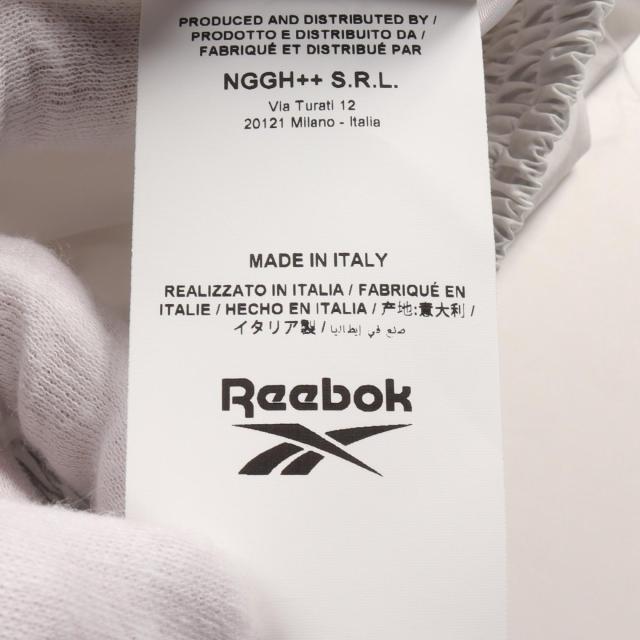 PRODUCED AND DISTRIBUTED BY /
PRODOTTO E DISTRIBUITO DA /
FABRIQUÉ ET DISTRIBUÉ PAR
NGGH++ S.R.L.
Via Turati 12
20121 Milano - Italia
MADE IN ITALY
REALIZZATO IN ITALIA / FABRIQUÉ EN
ITALIE / HECHO EN ITALIA / 产地:意大利 /
イタリア製 / صنع في إيطاليا
Reebok